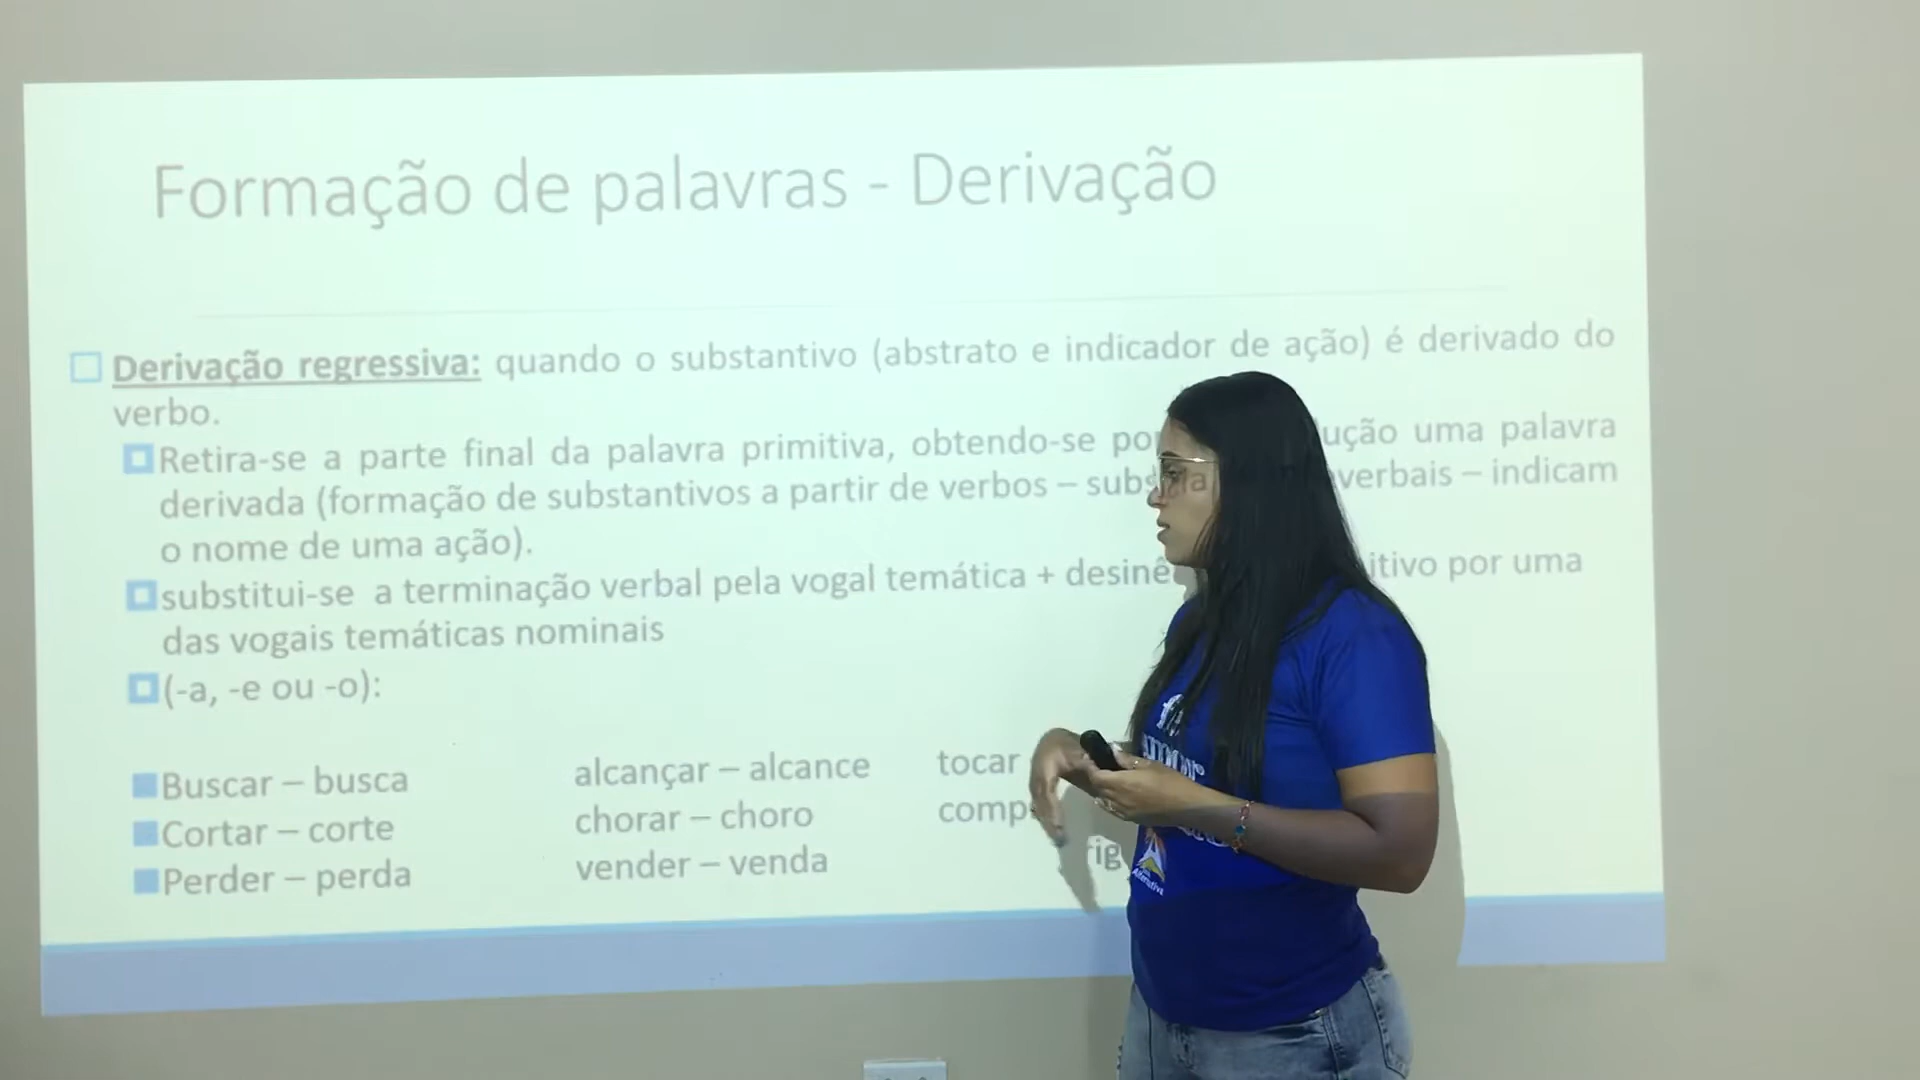 Formação de palavras - Derivação
Derivação regressiva: quando o substantivo (abstrato e indicador de ação) é derivado do
verbo.
Retira-se a parte final da palavra primitiva, obtendo-se uma palavra
derivada (formação de substantivos a partir de verbos – verbais – indicam
o nome de uma ação).
substitui-se a terminação verbal pela vogal temática + por uma
das vogais temáticas nominais
(-a, -e ou -o):
Buscar – busca alcançar – alcance tocar
Cortar – corte chorar – choro
Perder – perda vender – venda